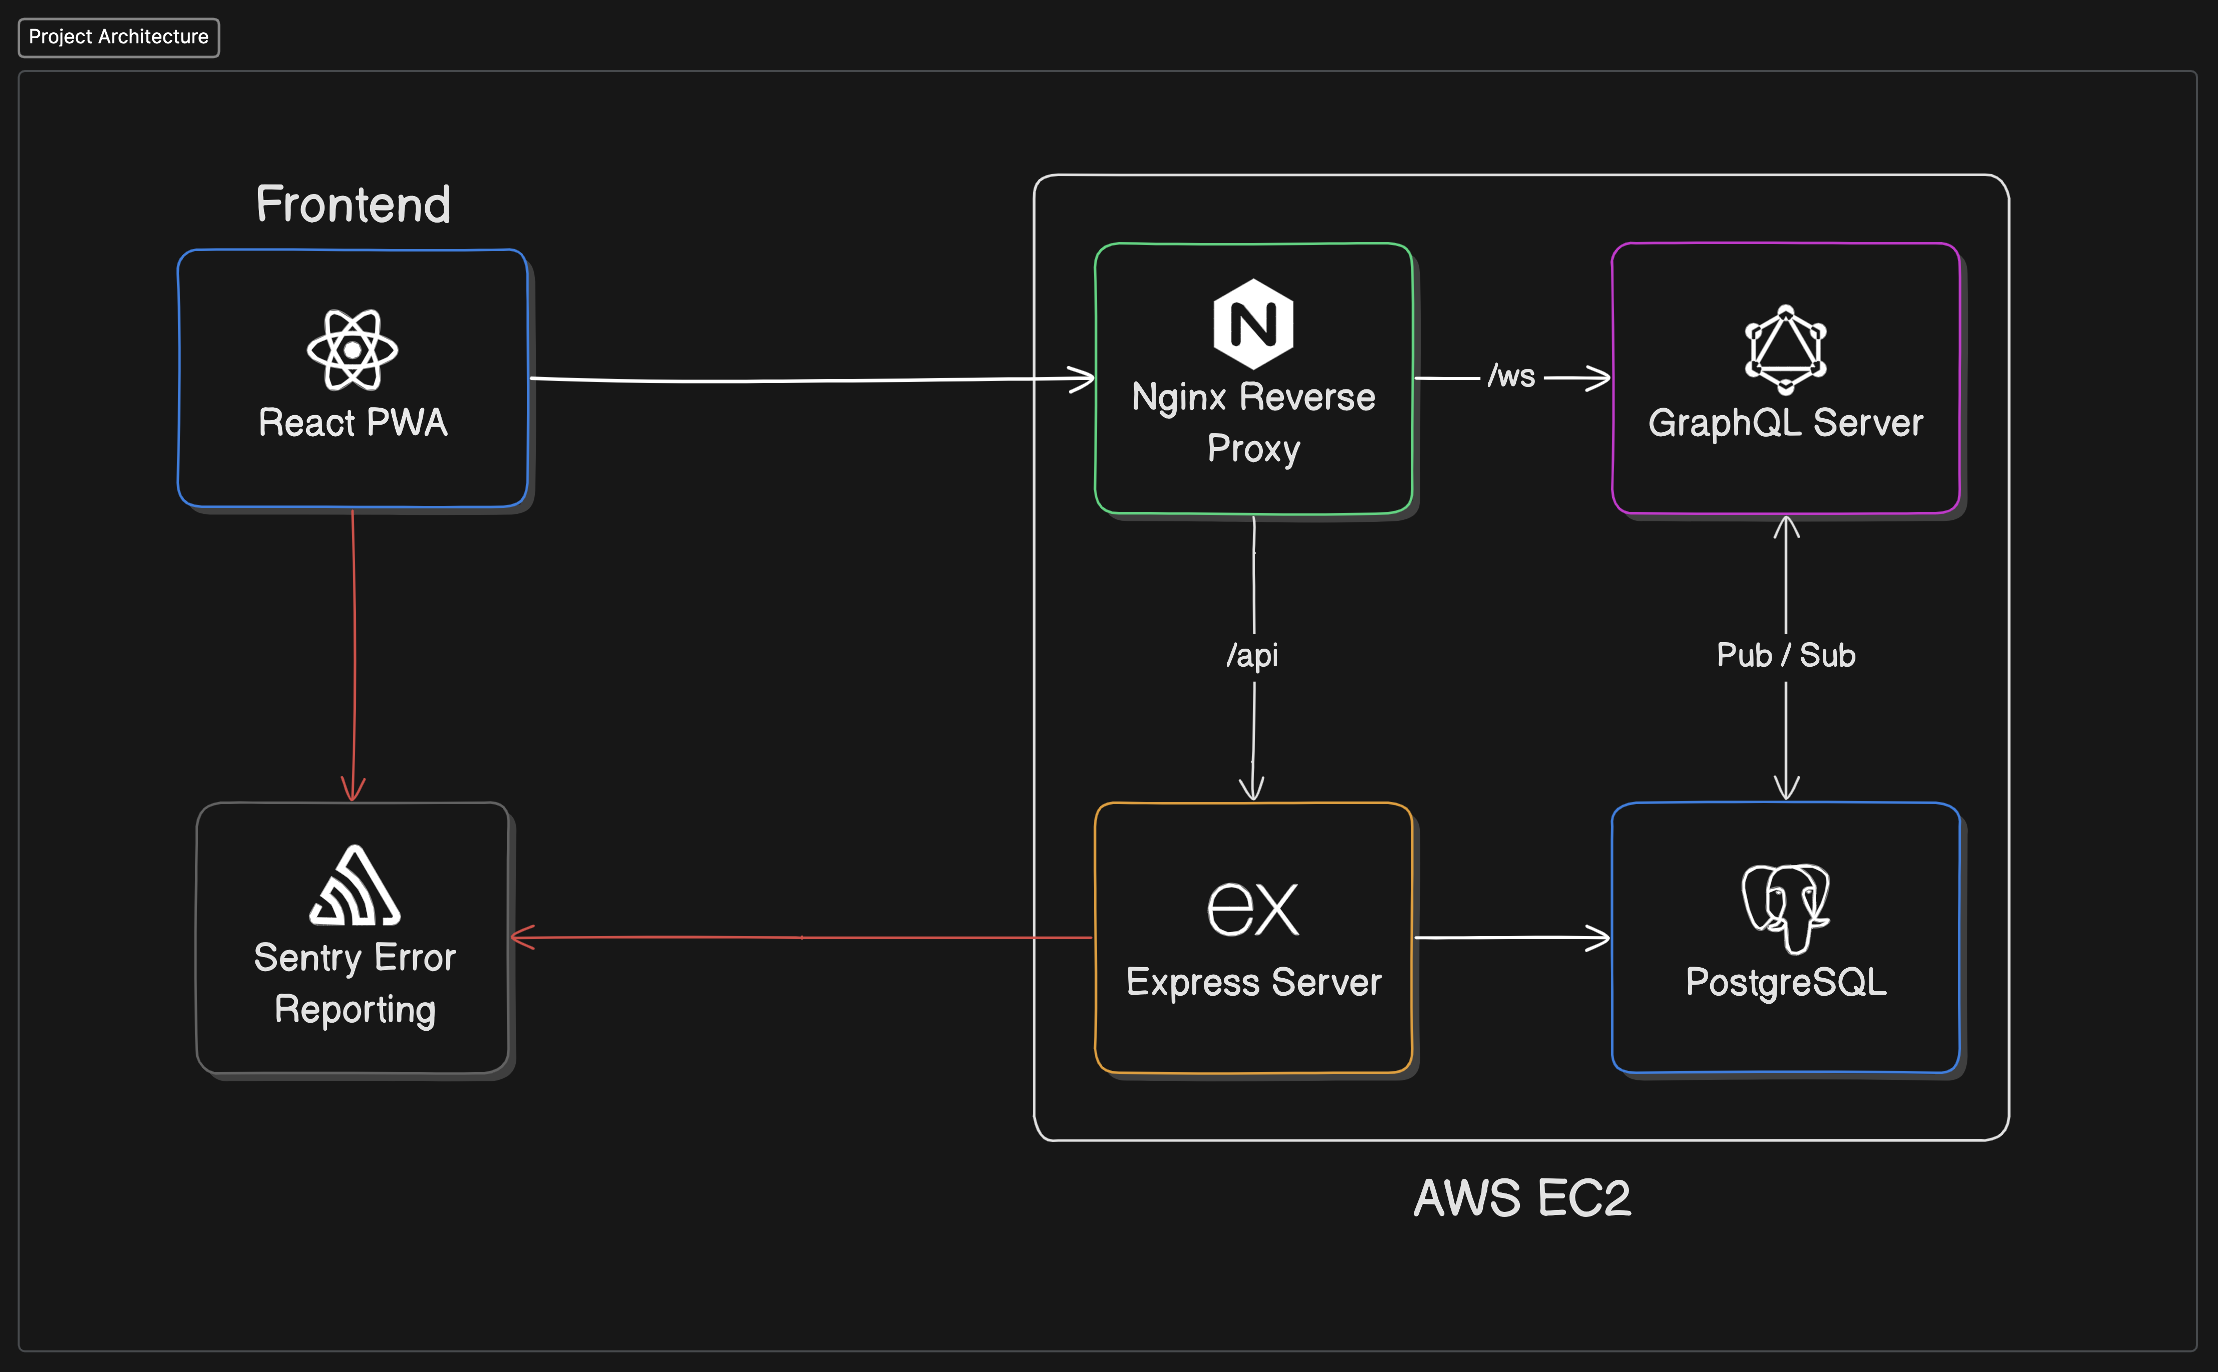 Project Architecture
Frontend
React PWA
Nginx Reverse
Proxy
/ws
GraphQL Server
/api
Pub / Sub
Sentry Error
Reporting
ex
Express Server
PostgreSQL
AWS EC2